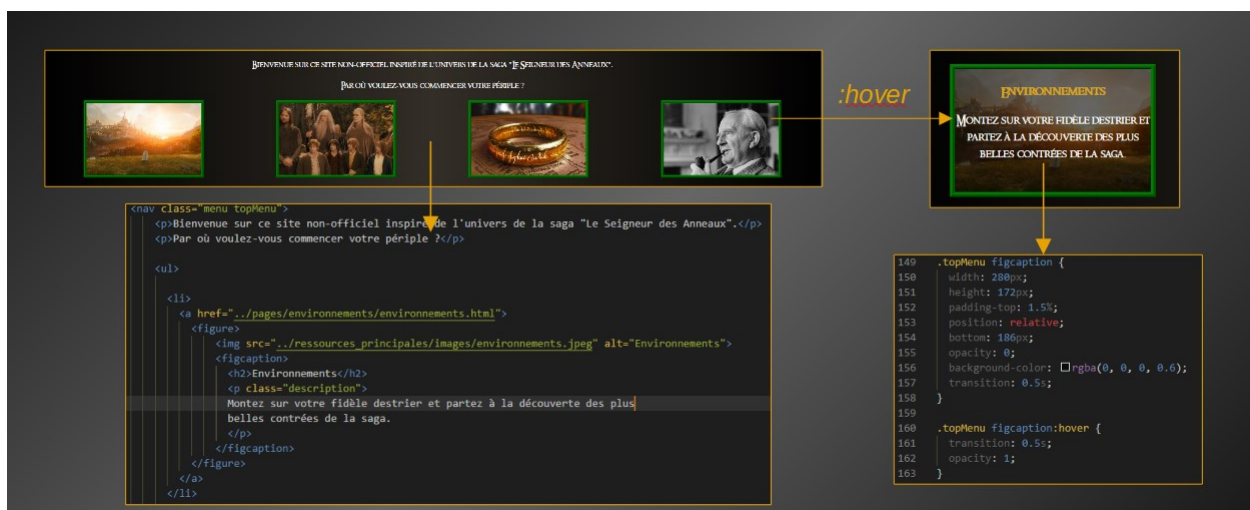 Bienvenue sur ce site non-officiel inspiré de l'univers de la saga "Le Seigneur des Anneaux".
Par où voulez-vous commencer votre périple ?
:hover
Environnements
Montez sur votre fidèle destrier et
partez à la découverte des plus
belles contrées de la saga.
<nav class="menu topMenu">
<p>Bienvenue sur ce site non-officiel inspiré de l'univers de la saga "Le Seigneur des Anneaux".</p>
<p>Par où voulez-vous commencer votre périple ?</p>
<ul>
<li>
<a href="../pages/environnements/environnements.html">
<figure>
<img src="../ressources_principales/images/environnements.jpeg" alt="Environnements">
<figcaption>
<h2>Environnements</h2>
<p class="description">
Montez sur votre fidèle destrier et partez à la découverte des plus
belles contrées de la saga.
</p>
</figcaption>
</figure>
</a>
</li>
149 .topMenu figcaption {
150 width: 280px;
151 height: 172px;
152 padding-top: 1.5%;
153 position: relative;
154 bottom: 186px;
155 opacity: 0;
156 background-color: rgba(0, 0, 0, 0.6);
157 transition: 0.5s;
158 }
159
160 .topMenu figcaption:hover {
161 transition: 0.5s;
162 opacity: 1;
163 }